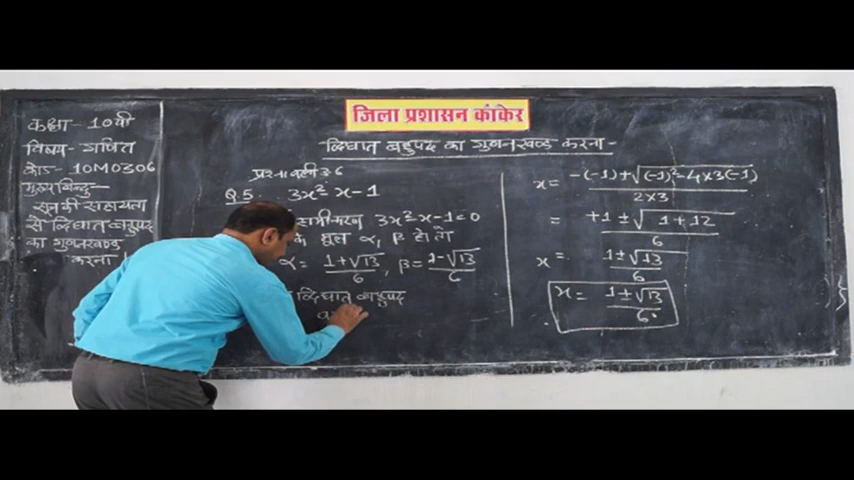 जिला प्रशासन कांकेर
कक्षा - 10वी
विषय - गणित
कोड - 10M0306
मुख्य बिन्दु -
सूत्र की सहायता
से द्विघात बहुपद
का गुणनखण्ड
करना
द्विघात बहुपद का गुणनखण्ड करना -
प्रश्नावली 3.6
Q.5. 3x²-x-1
समीकरण 3x²-x-1=0
के मूल α, β हो तो
α = (1+√13)/6, β = (1-√13)/6
द्विघात बहुपद
x = (-(-1)±√((-1)²-4×3(-1)))/(2×3)
= (+1±√(1+12))/6
x = (1±√13)/6
x = (1±√13)/6